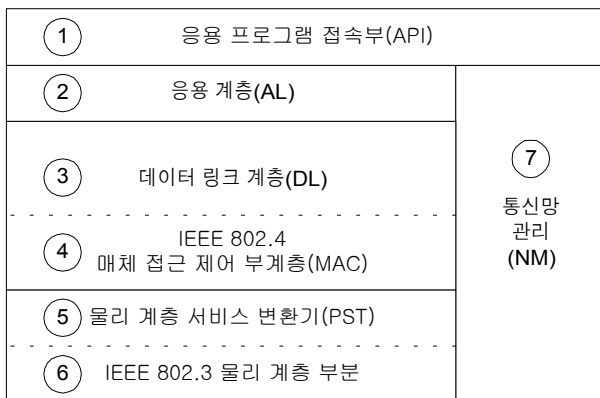 1 응용 프로그램 접속부(API)
2 응용 계층(AL)
3 데이터 링크 계층(DL)
4 IEEE 802.4
매체 접근 제어 부계층(MAC)
5 물리 계층 서비스 변환기(PST)
6 IEEE 802.3 물리 계층 부분
7
통신망
관리
(NM)